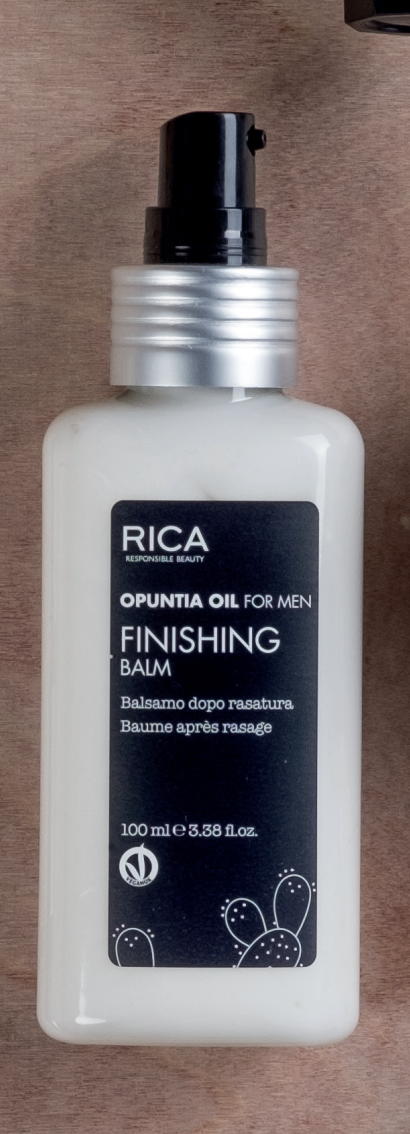 RICA
RESPONSIBLE BEAUTY
OPUNTIA OIL FOR MEN
FINISHING
BALM
Balsamo dopo rasatura
Baume après rasage
100 ml ℮ 3.38 fl.oz.
VEGANOK